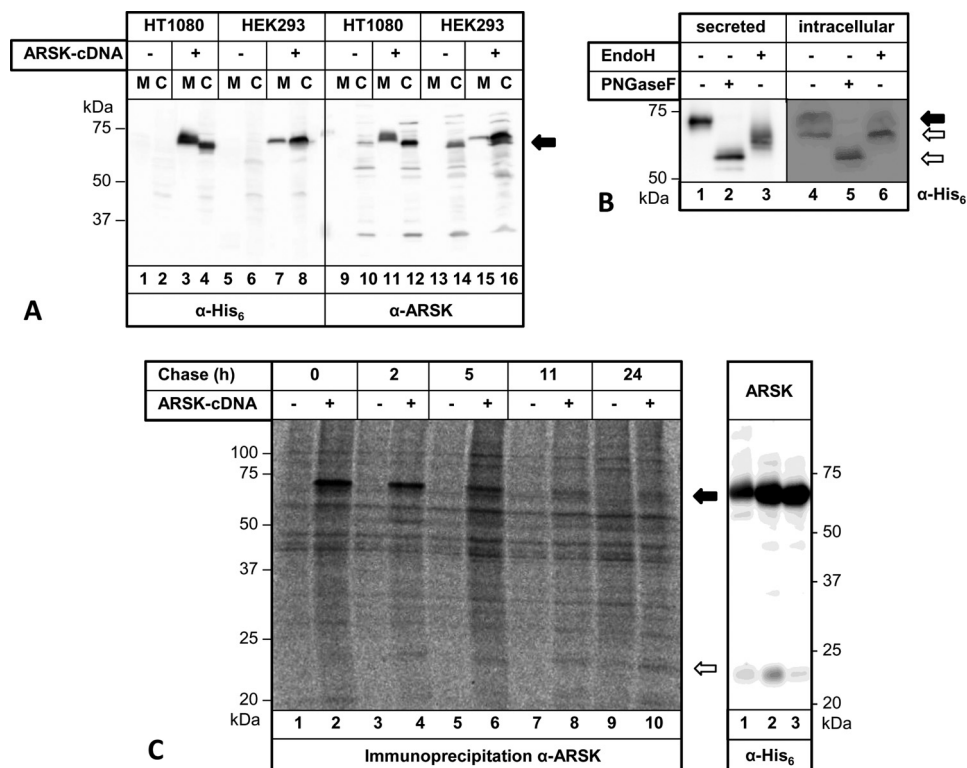 HT1080 HEK293 HT1080 HEK293
ARSK-cDNA - + - + - + - +
M C M C M C M C M C M C M C M C
kDa
75
50
37
1 2 3 4 5 6 7 8 9 10 11 12 13 14 15 16
α-His6 α-ARSK
A
secreted intracellular
EndoH - - + - - +
PNGaseF - + - - + -
75
50
kDa 1 2 3 4 5 6 α-His6
B
Chase (h) 0 2 5 11 24
ARSK-cDNA - + - + - + - + - +
100
75
50
37
25
20
kDa 1 2 3 4 5 6 7 8 9 10
Immunoprecipitation α-ARSK
C
ARSK
75
50
37
25
20
1 2 3 kDa
α-His6